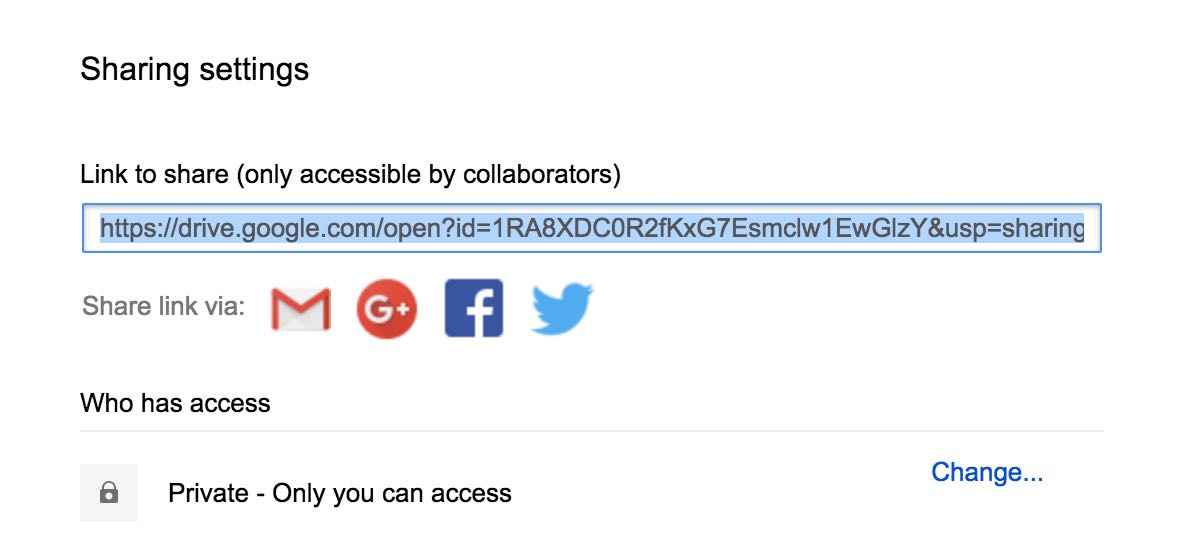 Sharing settings
Link to share (only accessible by collaborators)
https://drive.google.com/open?id=1RA8XDC0R2fKxG7Esmclw1EwGlzY&usp=sharing
Share link via: G+ f
Who has access
Change...
Private - Only you can access